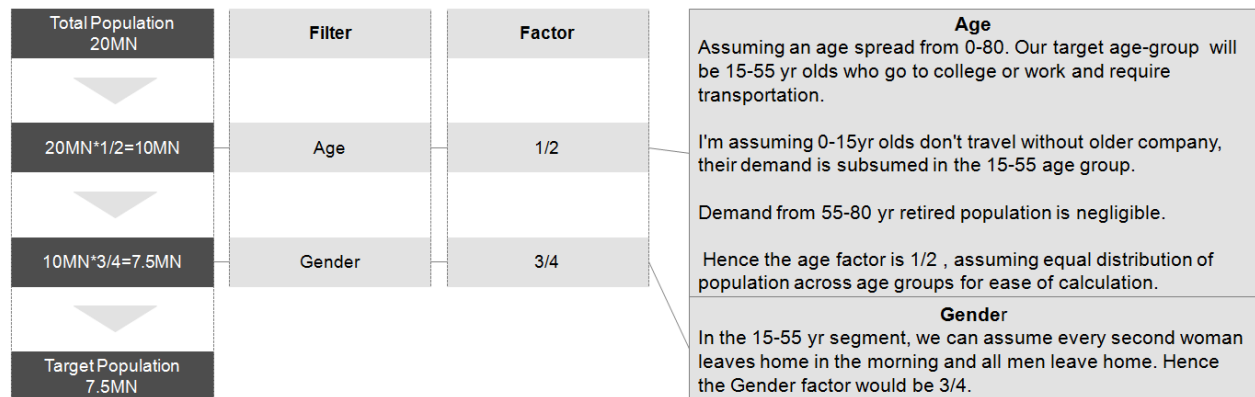 Total Population
20MN
Filter
Factor
20MN*1/2=10MN
Age
1/2
10MN*3/4=7.5MN
Gender
3/4
Target Population
7.5MN
Age
Assuming an age spread from 0-80. Our target age-group will
be 15-55 yr olds who go to college or work and require
transportation.
I'm assuming 0-15yr olds don't travel without older company,
their demand is subsumed in the 15-55 age group.
Demand from 55-80 yr retired population is negligible.
Hence the age factor is 1/2 , assuming equal distribution of
population across age groups for ease of calculation.
Gender
In the 15-55 yr segment, we can assume every second woman
leaves home in the morning and all men leave home. Hence
the Gender factor would be 3/4.